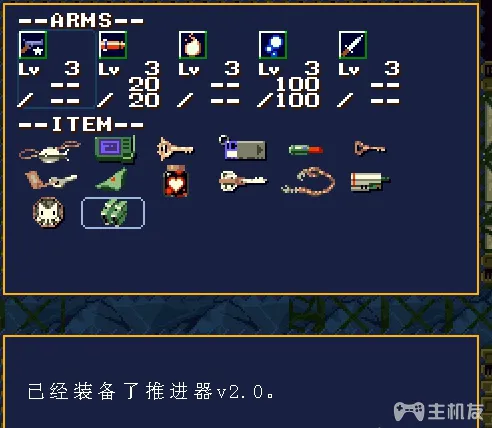 --ARMS--
Lv 3 Lv 3 Lv 3 Lv 3 Lv 3
-- 20 -- 100 --
/ -- / 20 / -- /100 / --
--ITEM--
已经装备了推进器v2.0。
主机友